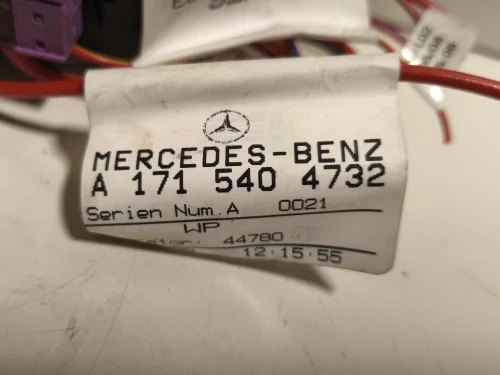 MERCEDES-BENZ
A 171 540 4732
Serien Num.A 0021
WP
44780
12:15:55